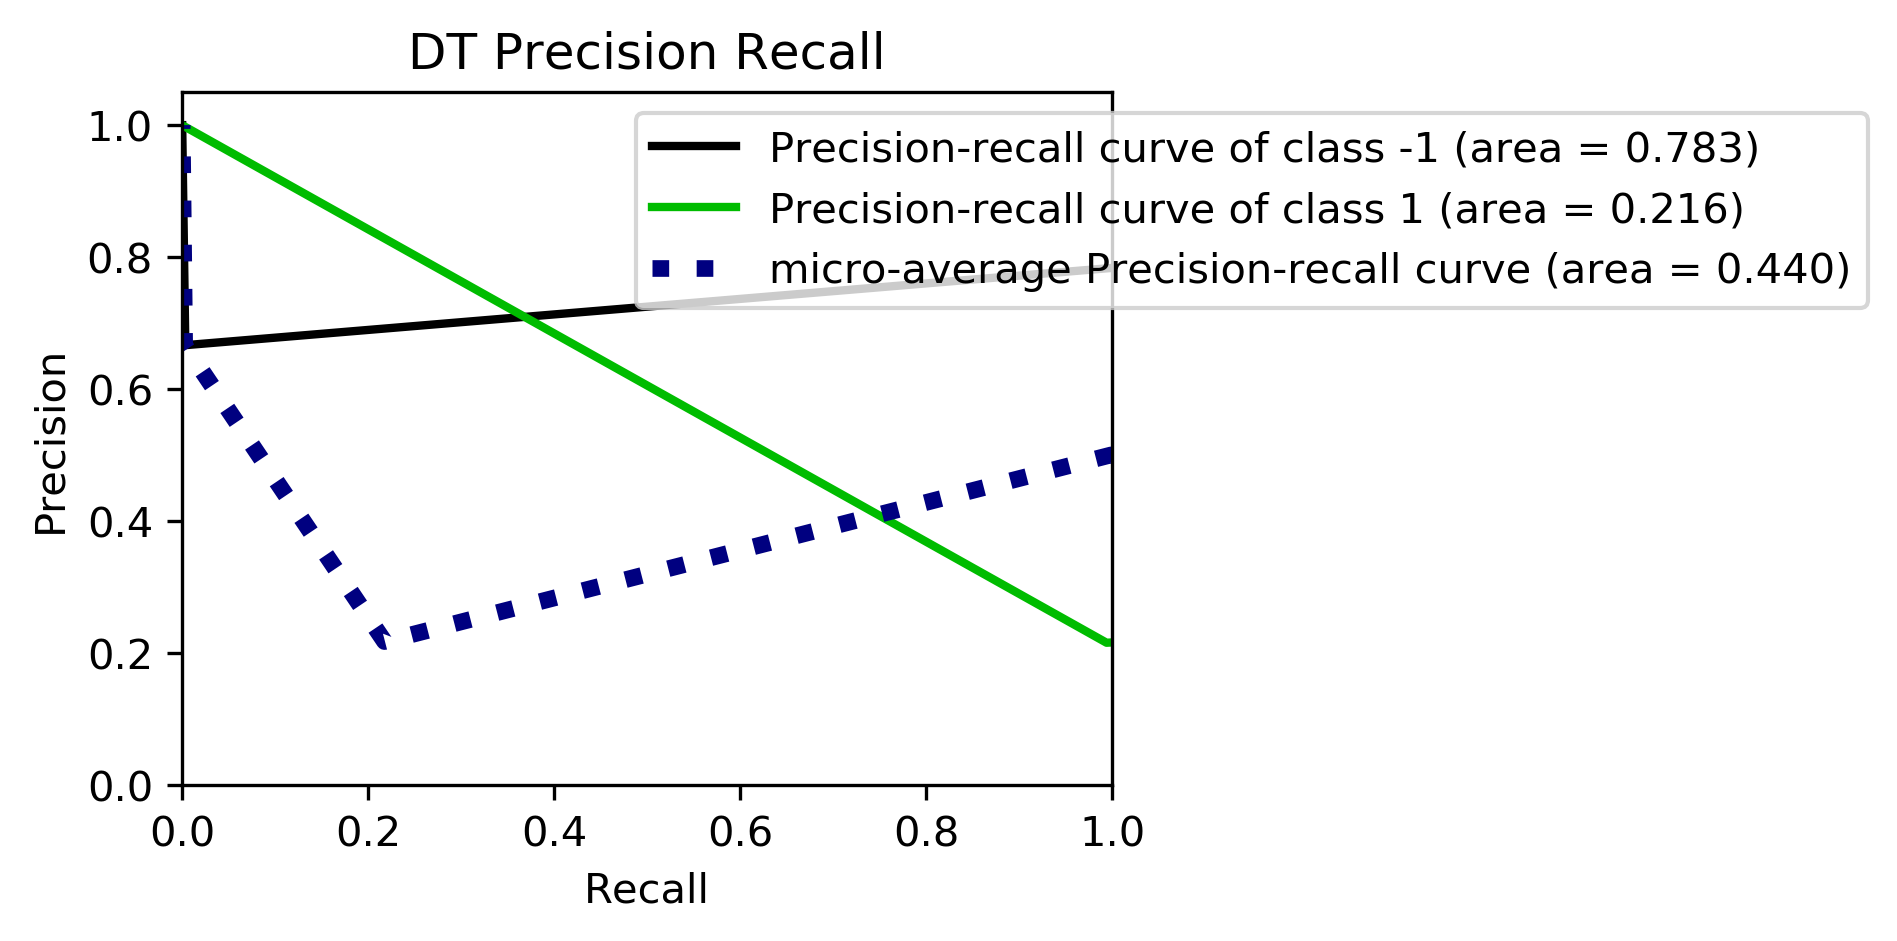 DT Precision Recall
Precision-recall curve of class -1 (area = 0.783)
Precision-recall curve of class 1 (area = 0.216)
micro-average Precision-recall curve (area = 0.440)
1.0
0.8
0.6
0.4
0.2
0.0
Precision
0.0 0.2 0.4 0.6 0.8 1.0
Recall